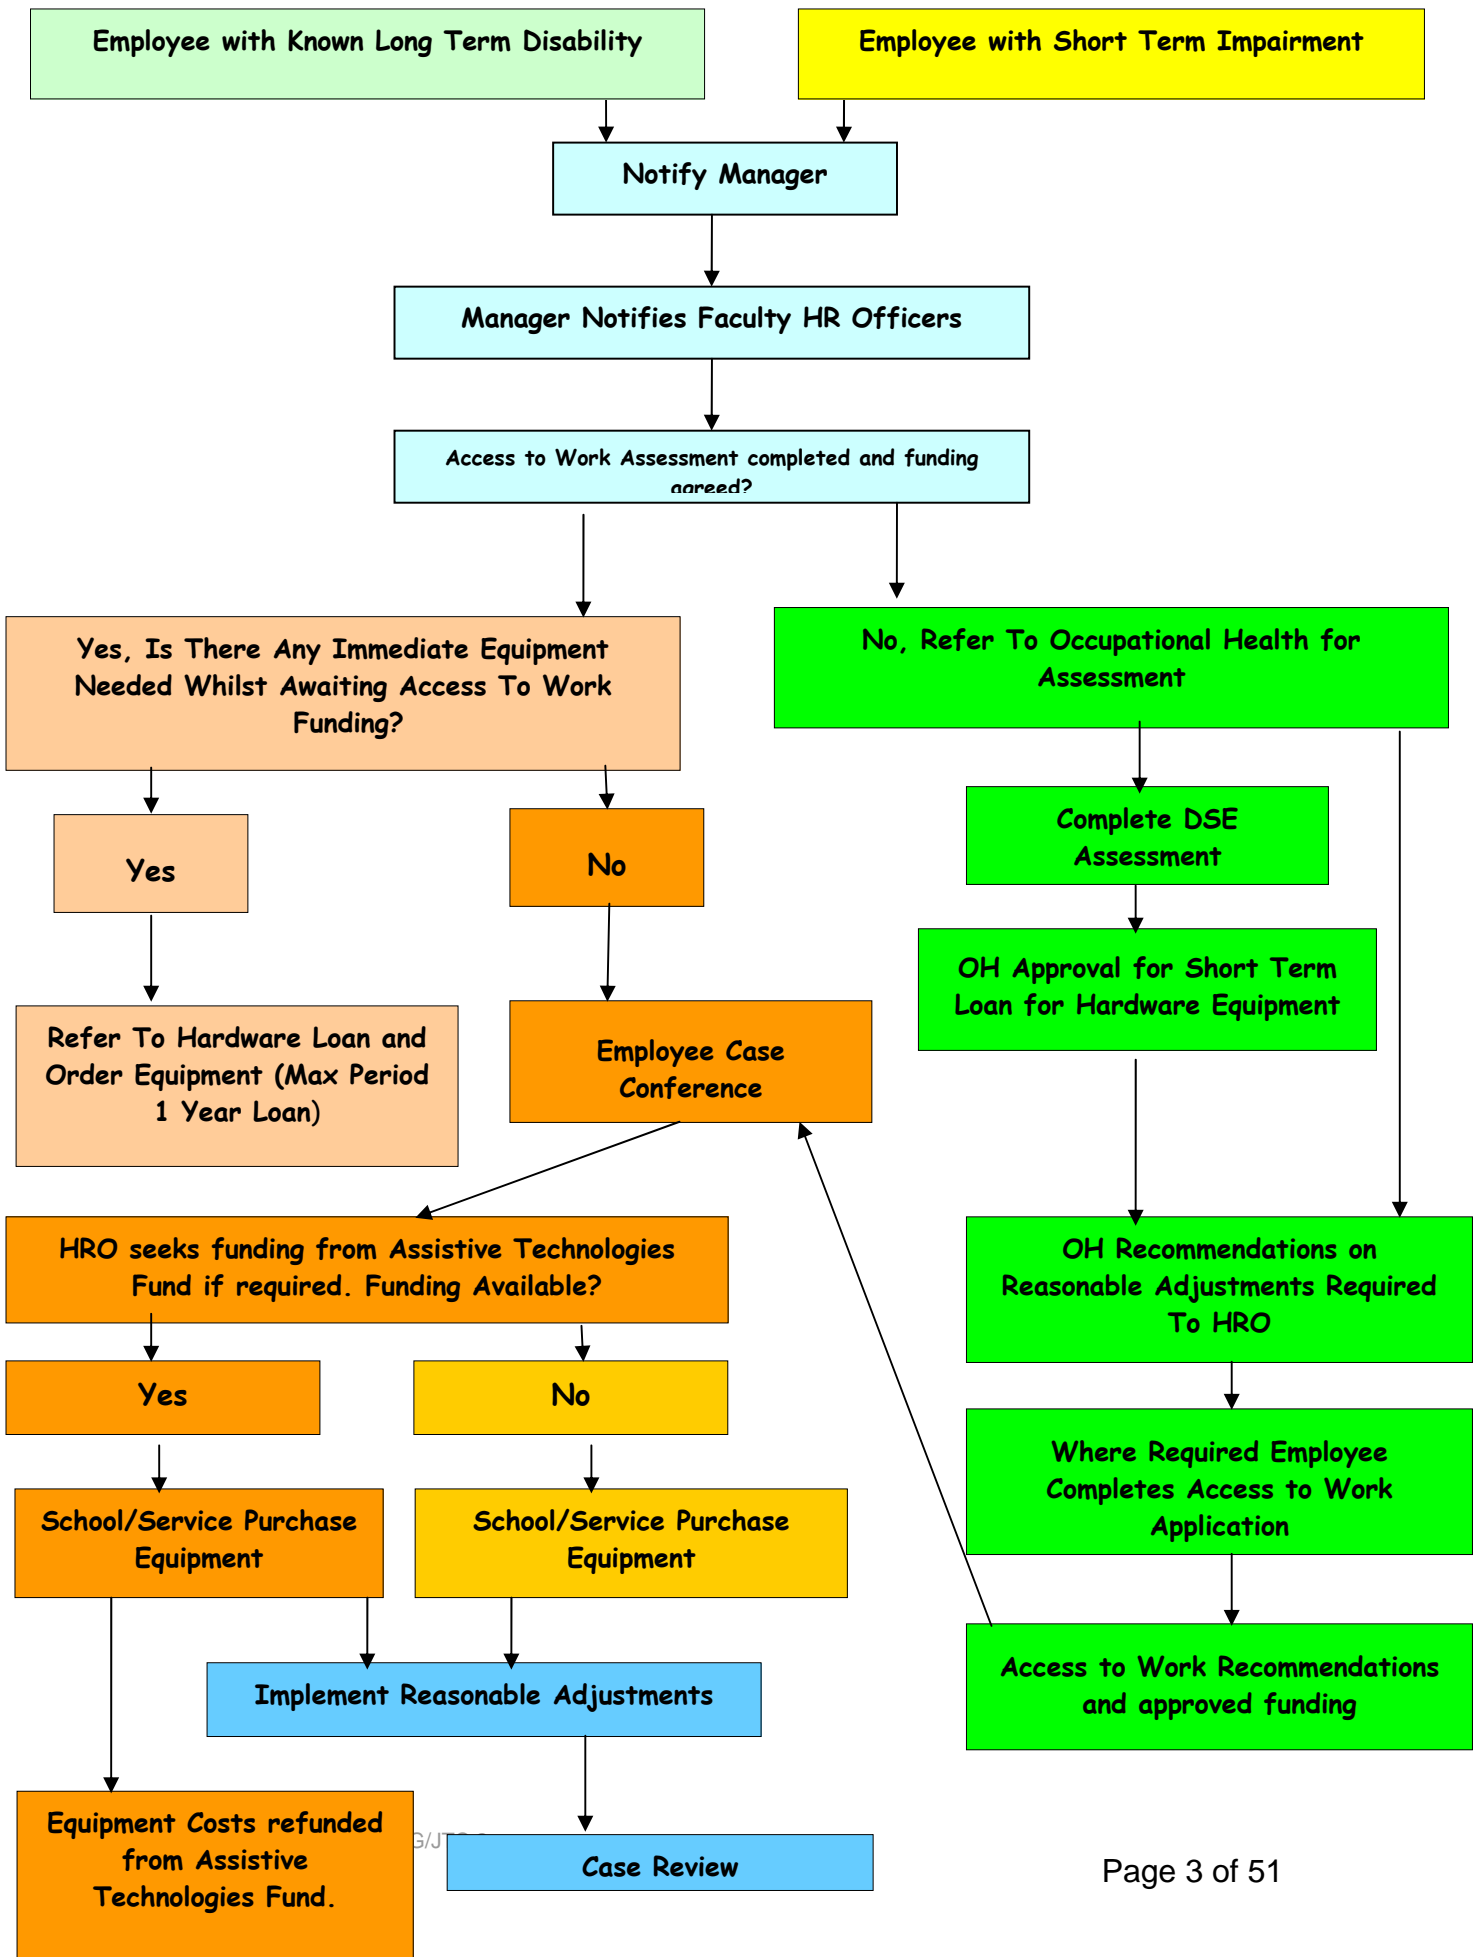 Employee with Known Long Term Disability
Employee with Short Term Impairment
Notify Manager
Manager Notifies Faculty HR Officers
Access to Work Assessment completed and funding
agreed?
Yes, Is There Any Immediate Equipment
Needed Whilst Awaiting Access To Work
Funding?
No, Refer To Occupational Health for
Assessment
Yes
No
Complete DSE
Assessment
OH Approval for Short Term
Loan for Hardware Equipment
Refer To Hardware Loan and
Order Equipment (Max Period
1 Year Loan)
Employee Case
Conference
HRO seeks funding from Assistive Technologies
Fund if required. Funding Available?
OH Recommendations on
Reasonable Adjustments Required
To HRO
Yes
No
Where Required Employee
Completes Access to Work
Application
School/Service Purchase
Equipment
School/Service Purchase
Equipment
Access to Work Recommendations
and approved funding
Implement Reasonable Adjustments
Equipment Costs refunded
from Assistive
Technologies Fund.
Case Review
Page 3 of 51